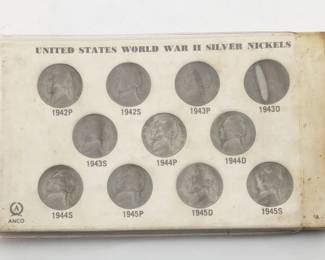 UNITED STATES WORLD WAR II SILVER NICKELS
1942P 1942S 1943P 1943D
1943S 1944P 1944D
1944S 1945P 1945D 1945S
A
ANCO